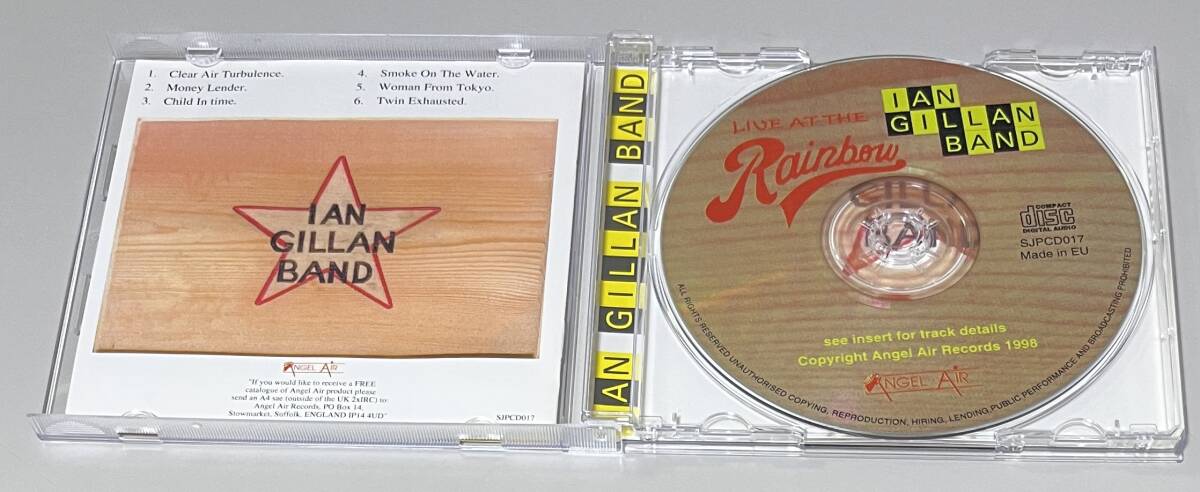 1. Clear Air Turbulence.
2. Money Lender.
3. Child In time.
4. Smoke On The Water.
5. Woman From Tokyo.
6. Twin Exhausted.
IAN
GILLAN
BAND
ANGEL AIR
"If you would like to receive a FREE
catalogue of Angel Air product please
send an A4 sae (outside of the UK 2xIRC) to:
Angel Air Records, PO Box 14,
Stowmarket, Suffolk, ENGLAND IP14 4UD"
SJPCD017
AN GILLAN BAND
LIVE AT THE
Rainbow
IAN
GILLAN
BAND
COMPACT
disc
DIGITAL AUDIO
SJPCD017
Made in EU
see insert for track details
Copyright Angel Air Records 1998
ANGEL AIR
ALL RIGHTS RESERVED UNAUTHORISED COPYING, REPRODUCTION, HIRING, LENDING, PUBLIC PERFORMANCE AND BROADCASTING PROHIBITED